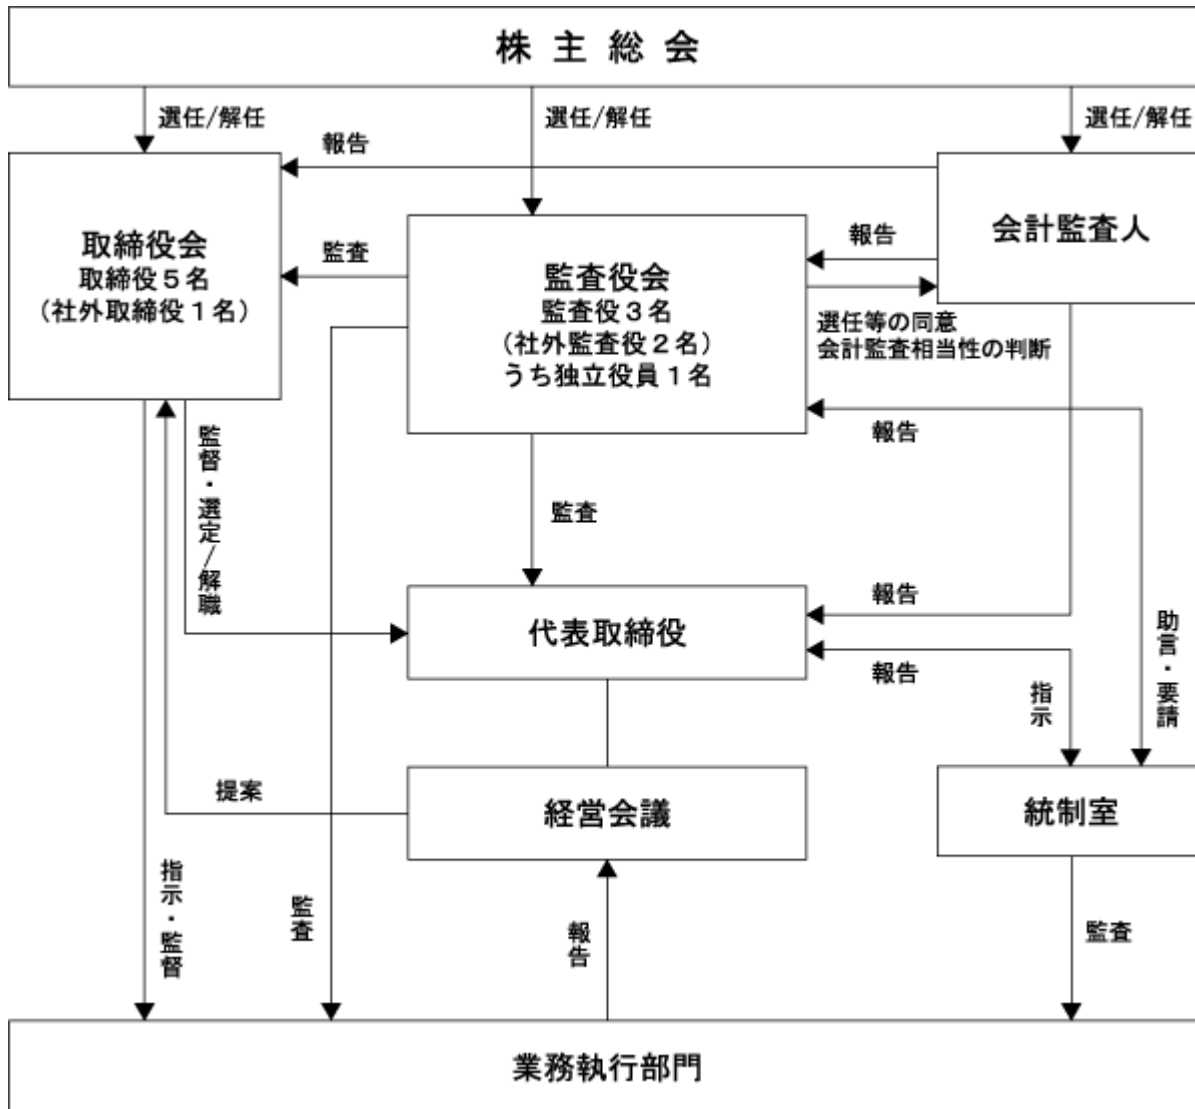 株主総会
選任/解任
選任/解任
選任/解任
報告
取締役会
取締役５名
（社外取締役１名）
監査
監査役会
監査役３名
（社外監査役２名）
うち独立役員１名
報告
会計監査人
選任等の同意
会計監査相当性の判断
報告
監督・選定／解職
監査
代表取締役
報告
報告
指示
助言・要請
提案
経営会議
統制室
指示・監督
監査
報告
監査
業務執行部門